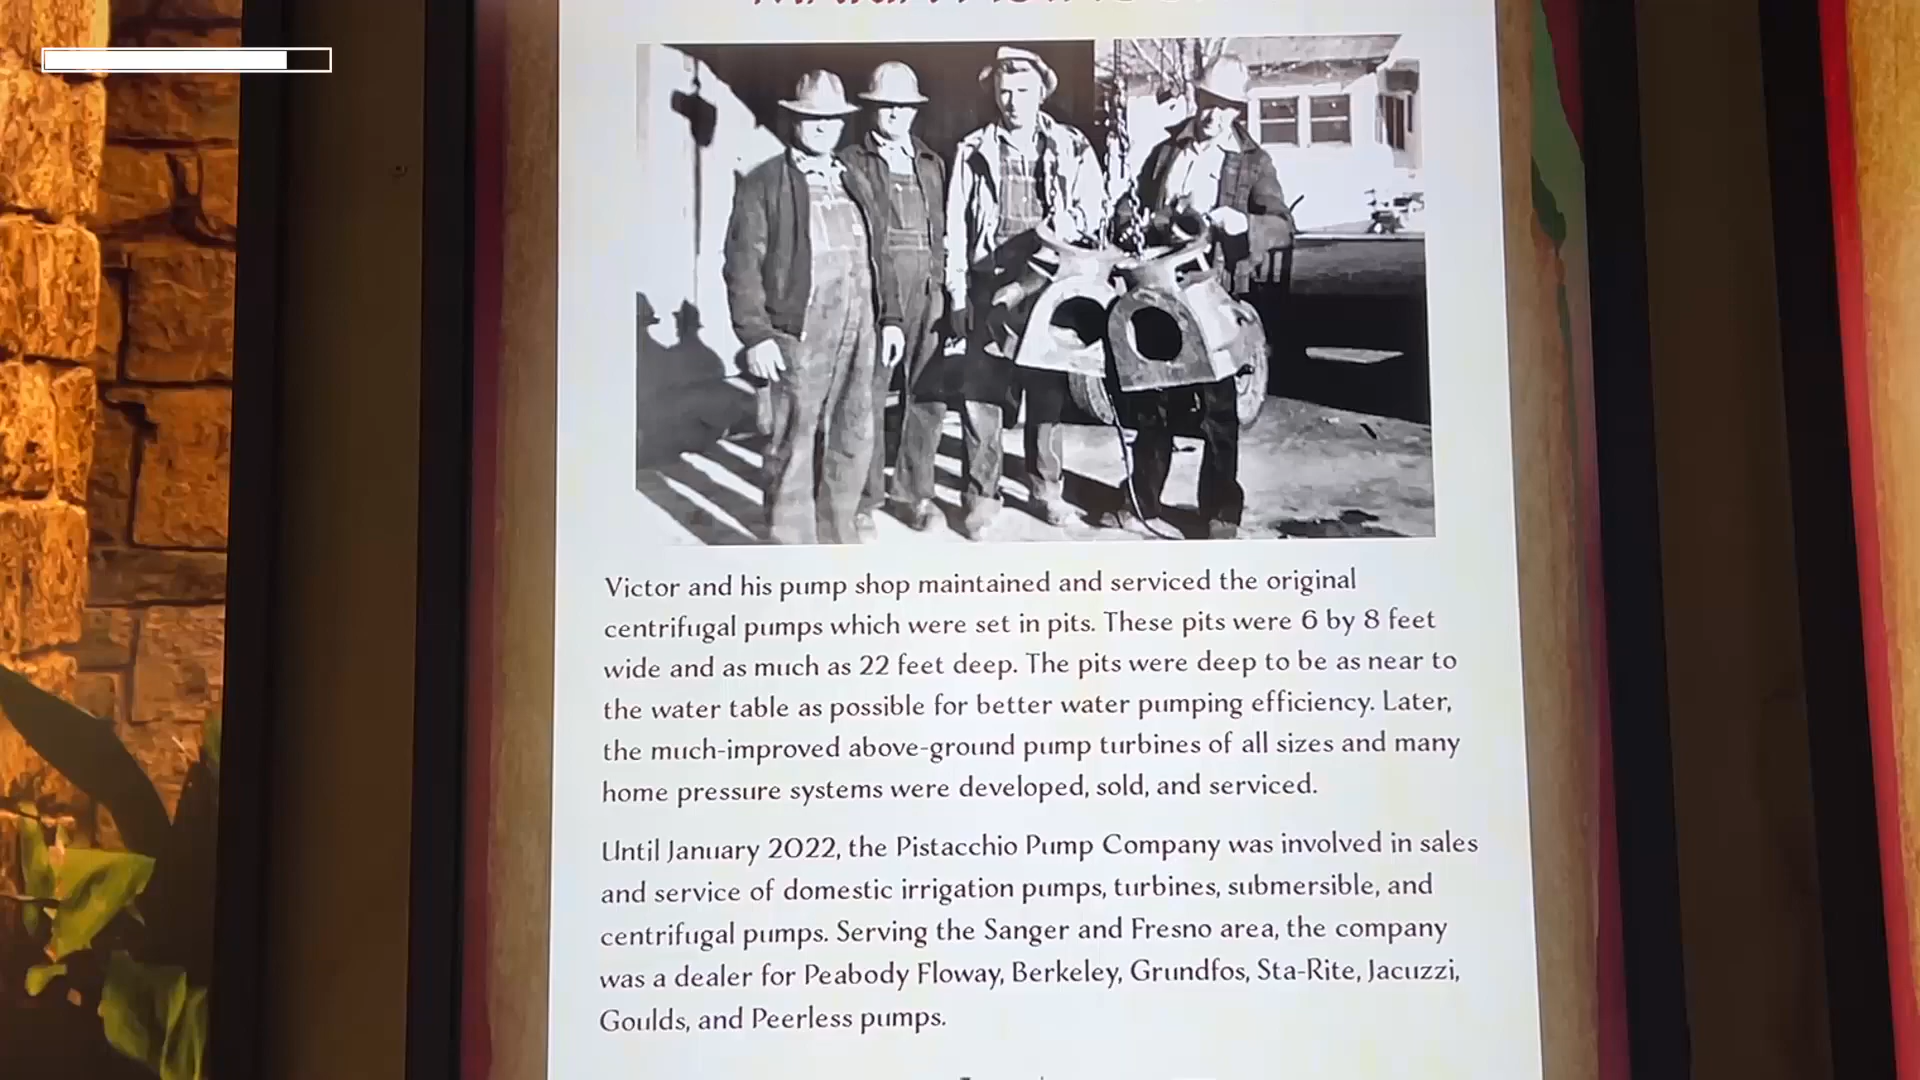 Victor and his pump shop maintained and serviced the original
centrifugal pumps which were set in pits. These pits were 6 by 8 feet
wide and as much as 22 feet deep. The pits were deep to be as near to
the water table as possible for better water pumping efficiency. Later,
the much-improved above-ground pump turbines of all sizes and many
home pressure systems were developed, sold, and serviced.
Until January 2022, the Pistacchio Pump Company was involved in sales
and service of domestic irrigation pumps, turbines, submersible, and
centrifugal pumps. Serving the Sanger and Fresno area, the company
was a dealer for Peabody Floway, Berkeley, Grundfos, Sta-Rite, Jacuzzi,
Goulds, and Peerless pumps.